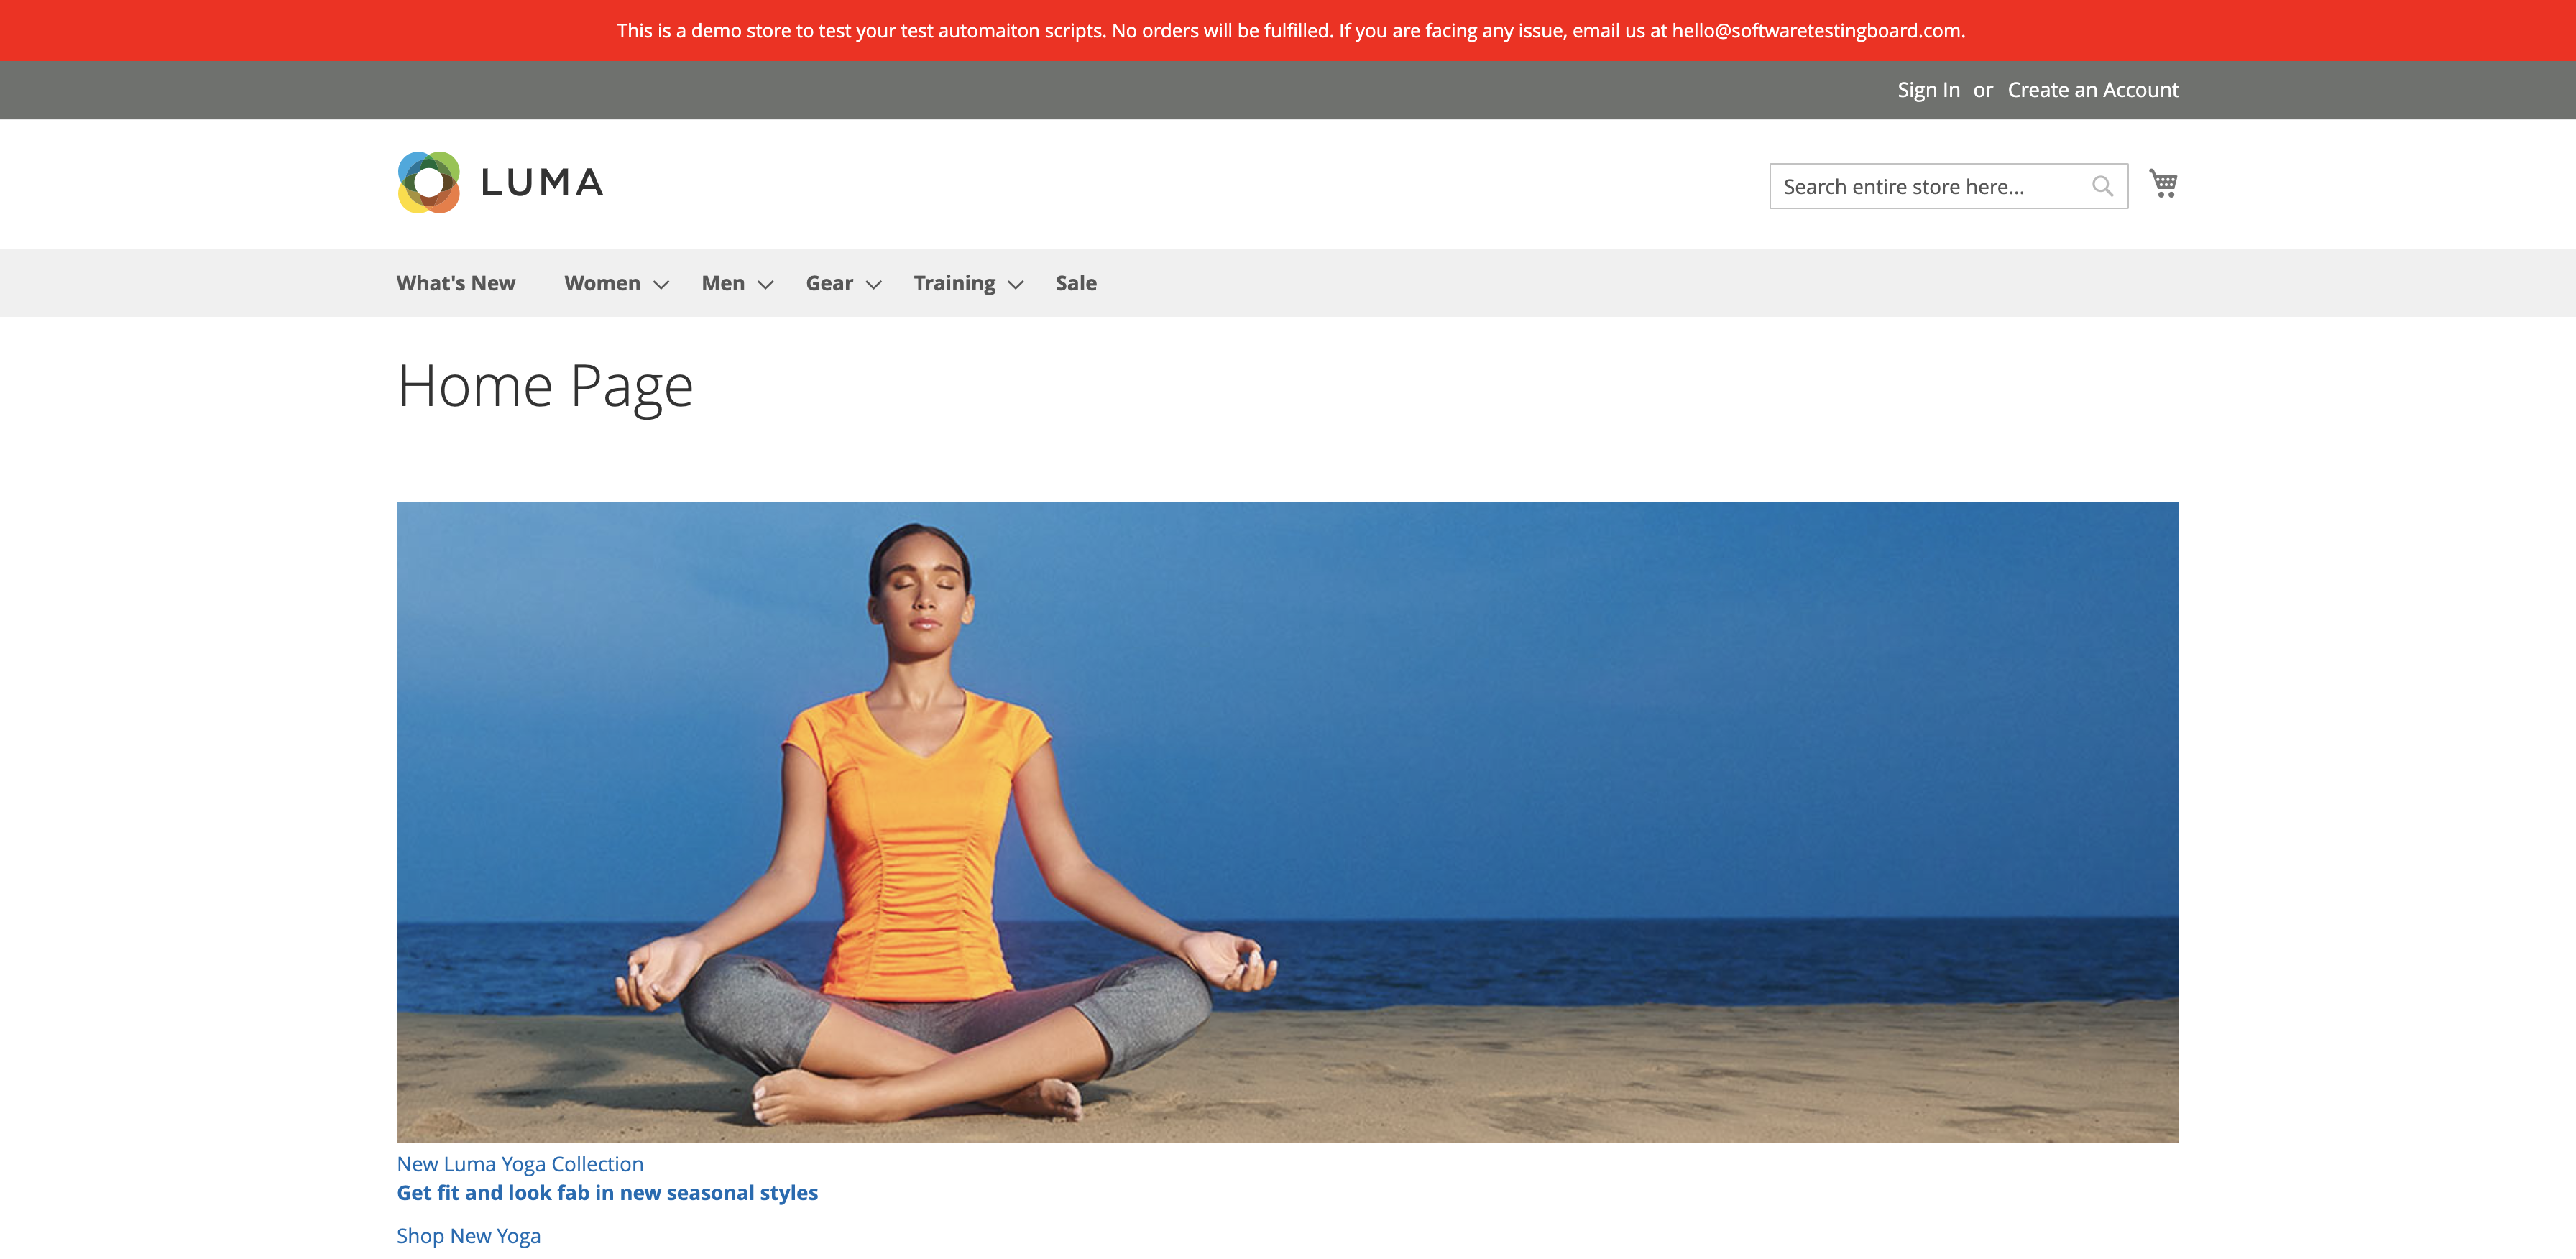 This is a demo store to test your test automaiton scripts. No orders will be fulfilled. If you are facing any issue, email us at hello@softwaretestingboard.com.
Sign In or Create an Account
LUMA
Search entire store here...
What's New Women Men Gear Training Sale
Home Page
New Luma Yoga Collection
Get fit and look fab in new seasonal styles
Shop New Yoga